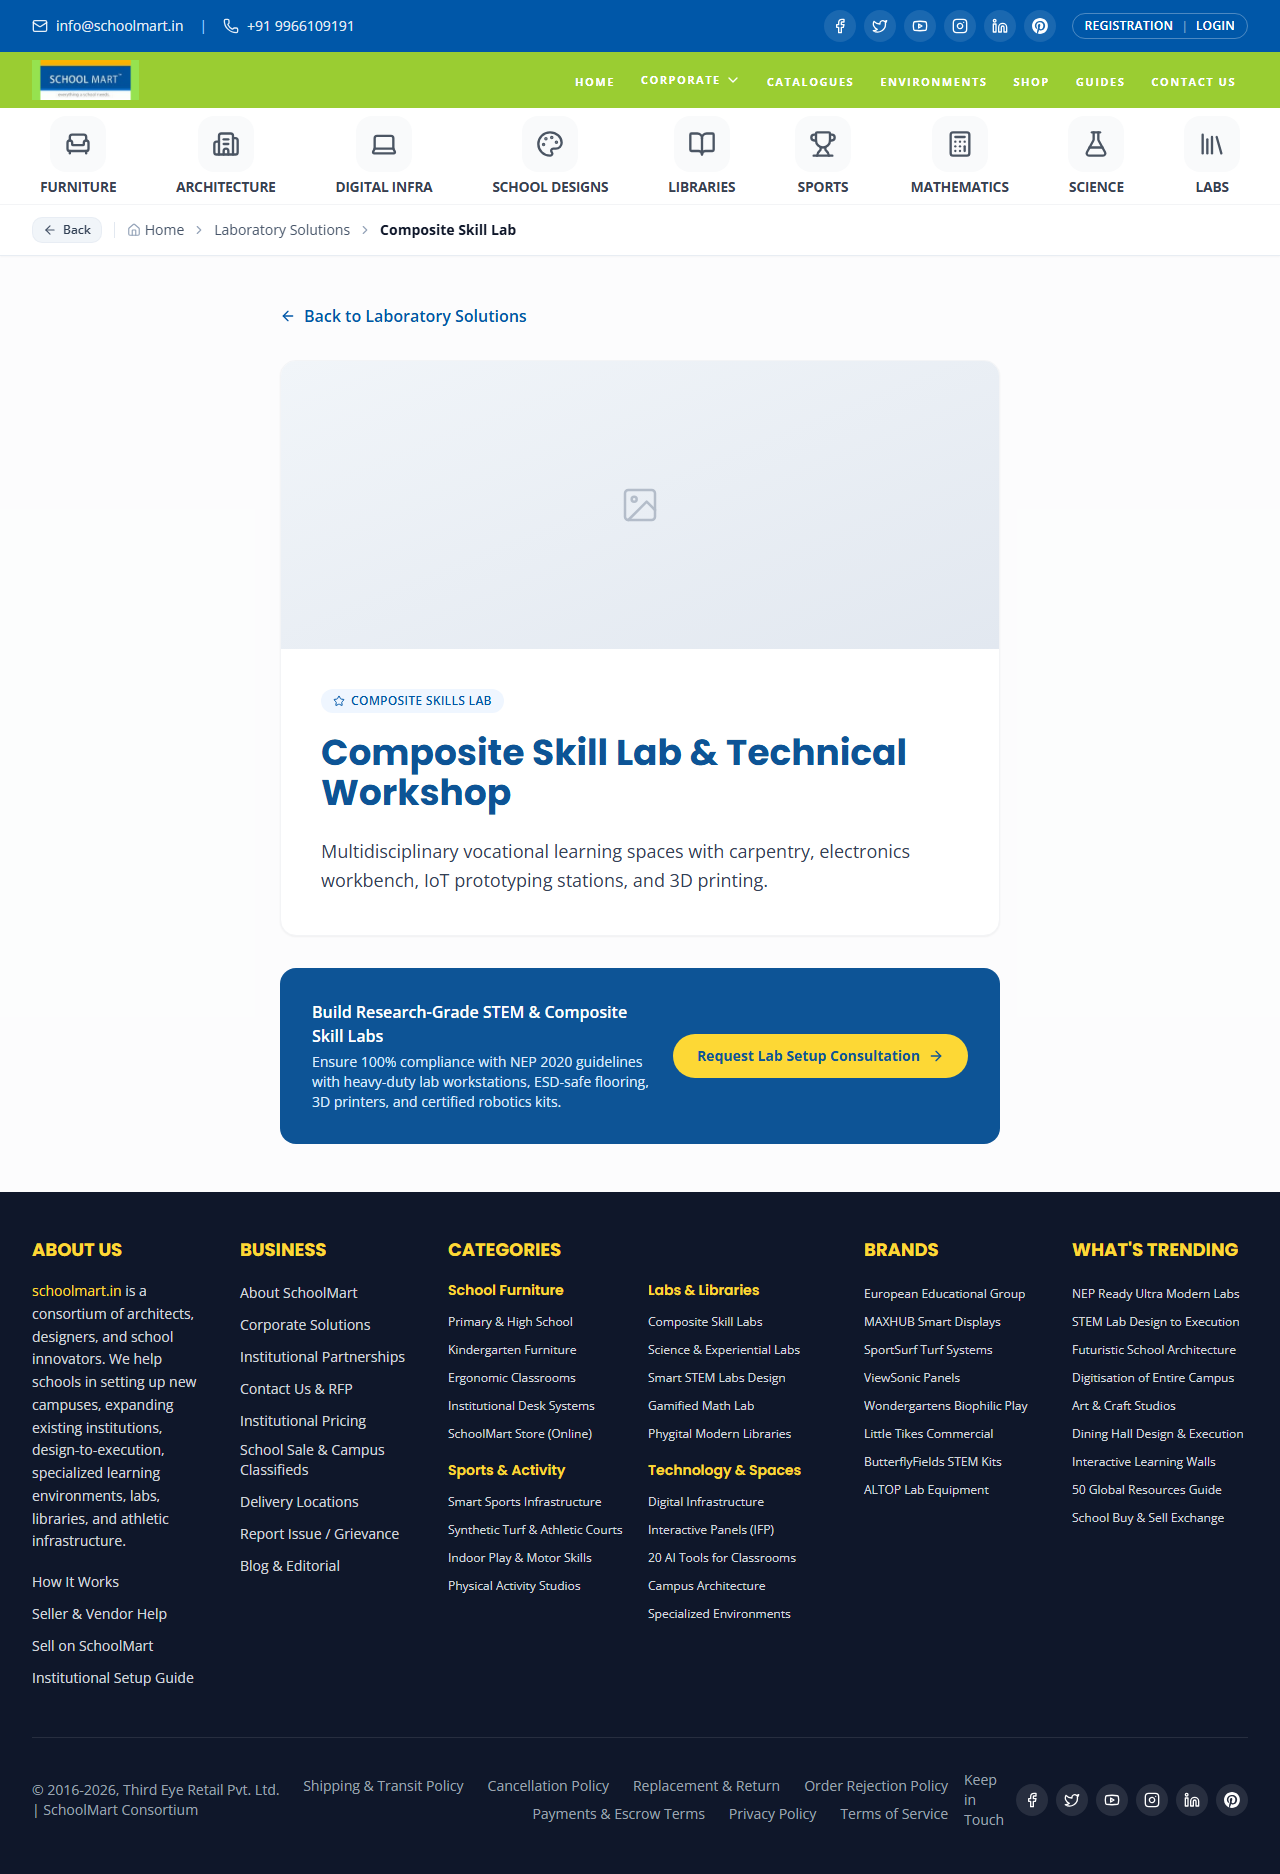 info@schoolmart.in | +91 9966109191
REGISTRATION | LOGIN
SCHOOL MART
HOME CORPORATE CATALOGUES ENVIRONMENTS SHOP GUIDES CONTACT US
FURNITURE ARCHITECTURE DIGITAL INFRA SCHOOL DESIGNS LIBRARIES SPORTS MATHEMATICS SCIENCE LABS
Back Home Laboratory Solutions Composite Skill Lab
Back to Laboratory Solutions
COMPOSITE SKILLS LAB
Composite Skill Lab & Technical
Workshop
Multidisciplinary vocational learning spaces with carpentry, electronics
workbench, IoT prototyping stations, and 3D printing.
Build Research-Grade STEM & Composite
Skill Labs
Ensure 100% compliance with NEP 2020 guidelines
with heavy-duty lab workstations, ESD-safe flooring,
3D printers, and certified robotics kits.
Request Lab Setup Consultation
ABOUT US
schoolmart.in is a
consortium of architects,
designers, and school
innovators. We help
schools in setting up new
campuses, expanding
existing institutions,
design-to-execution,
specialized learning
environments, labs,
libraries, and athletic
infrastructure.
How It Works
Seller & Vendor Help
Sell on SchoolMart
Institutional Setup Guide
BUSINESS
About SchoolMart
Corporate Solutions
Institutional Partnerships
Contact Us & RFP
Institutional Pricing
School Sale & Campus
Classifieds
Delivery Locations
Report Issue / Grievance
Blog & Editorial
CATEGORIES
School Furniture
Primary & High School
Kindergarten Furniture
Ergonomic Classrooms
Institutional Desk Systems
SchoolMart Store (Online)
Labs & Libraries
Composite Skill Labs
Science & Experiential Labs
Smart STEM Labs Design
Gamified Math Lab
Phygital Modern Libraries
Sports & Activity
Smart Sports Infrastructure
Synthetic Turf & Athletic Courts
Indoor Play & Motor Skills
Physical Activity Studios
Technology & Spaces
Digital Infrastructure
Interactive Panels (IFP)
20 AI Tools for Classrooms
Campus Architecture
Specialized Environments
BRANDS
European Educational Group
MAXHUB Smart Displays
SportSurf Turf Systems
ViewSonic Panels
Wondergartens Biophilic Play
Little Tikes Commercial
ButterflyFields STEM Kits
ALTOP Lab Equipment
WHAT'S TRENDING
NEP Ready Ultra Modern Labs
STEM Lab Design to Execution
Futuristic School Architecture
Digitisation of Entire Campus
Art & Craft Studios
Dining Hall Design & Execution
Interactive Learning Walls
50 Global Resources Guide
School Buy & Sell Exchange
© 2016-2026, Third Eye Retail Pvt. Ltd.
| SchoolMart Consortium
Shipping & Transit Policy Cancellation Policy Replacement & Return Order Rejection Policy
Payments & Escrow Terms Privacy Policy Terms of Service
Keep
in
Touch